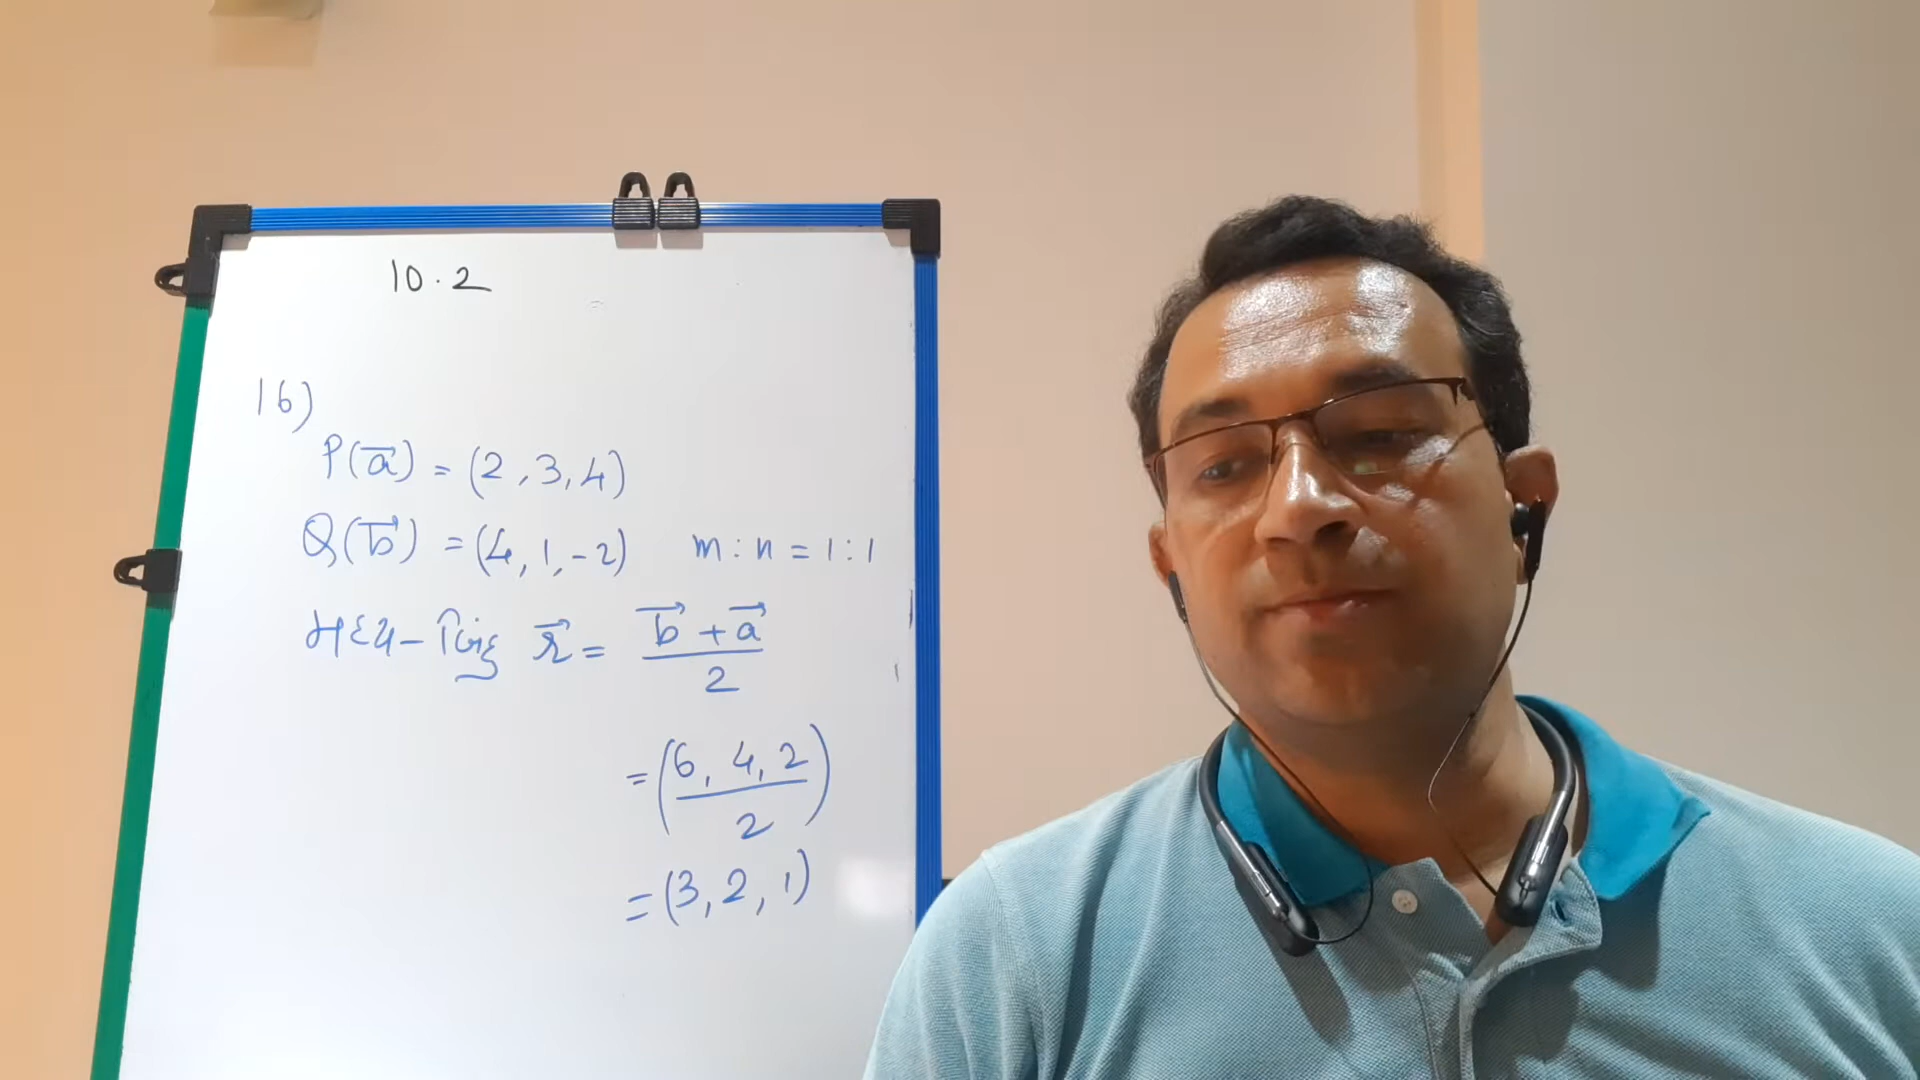 10.2
16)
P(a⃗) = (2, 3, 4)
Q(b⃗) = (4, 1, -2) m : n = 1 : 1
મધ્ય-બિંદુ r⃗ = (b⃗ + a⃗)/2
= ((6, 4, 2)/2)
= (3, 2, 1)